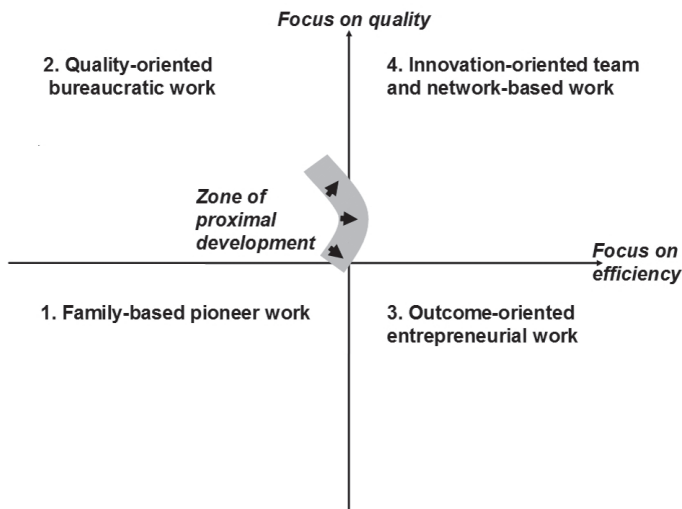 Focus on quality
2. Quality-oriented
bureaucratic work
4. Innovation-oriented team
and network-based work
Zone of
proximal
development
Focus on
efficiency
1. Family-based pioneer work
3. Outcome-oriented
entrepreneurial work